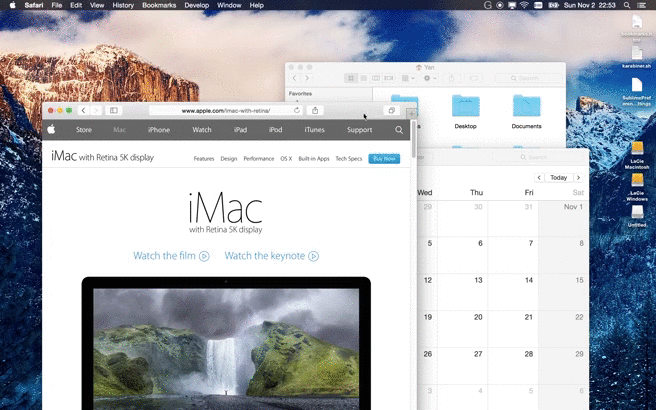 Safari File Edit View History Bookmarks Develop Window Help
Sun Nov 2 22:53
Yan
Search
Favorites
Desktop
Documents
karabiner.sh
LaCie
Macintosh
LaCie
Windows
Untitled
www.apple.com/imac-with-retina/
Store Mac iPhone Watch iPad iPod iTunes Support
iMac with Retina 5K display
Features Design Performance OS X Built-in Apps Tech Specs Buy Now
iMac
with Retina 5K display
Watch the film Watch the keynote
Search
Today
Wed Thu Fri Sat
29 30 31 Nov 1
5 6 7 8
12 13 14 15
19 20 21 22
26 27 28 29
3 4 5 6